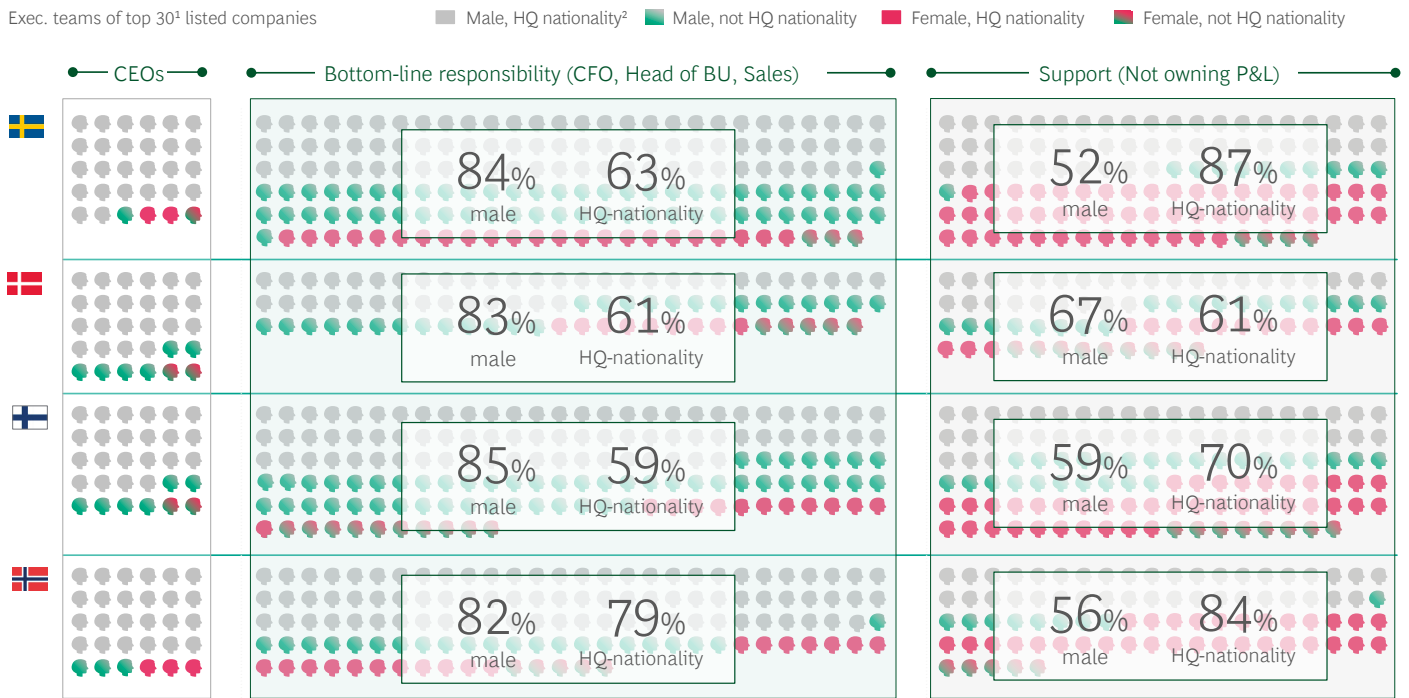 Exec. teams of top 30¹ listed companies
Male, HQ nationality²
Male, not HQ nationality
Female, HQ nationality
Female, not HQ nationality
CEOs
Bottom-line responsibility (CFO, Head of BU, Sales)
Support (Not owning P&L)
84% 63%
male HQ-nationality
52% 87%
male HQ-nationality
83% 61%
male HQ-nationality
67% 61%
male HQ-nationality
85% 59%
male HQ-nationality
59% 70%
male HQ-nationality
82% 79%
male HQ-nationality
56% 84%
male HQ-nationality